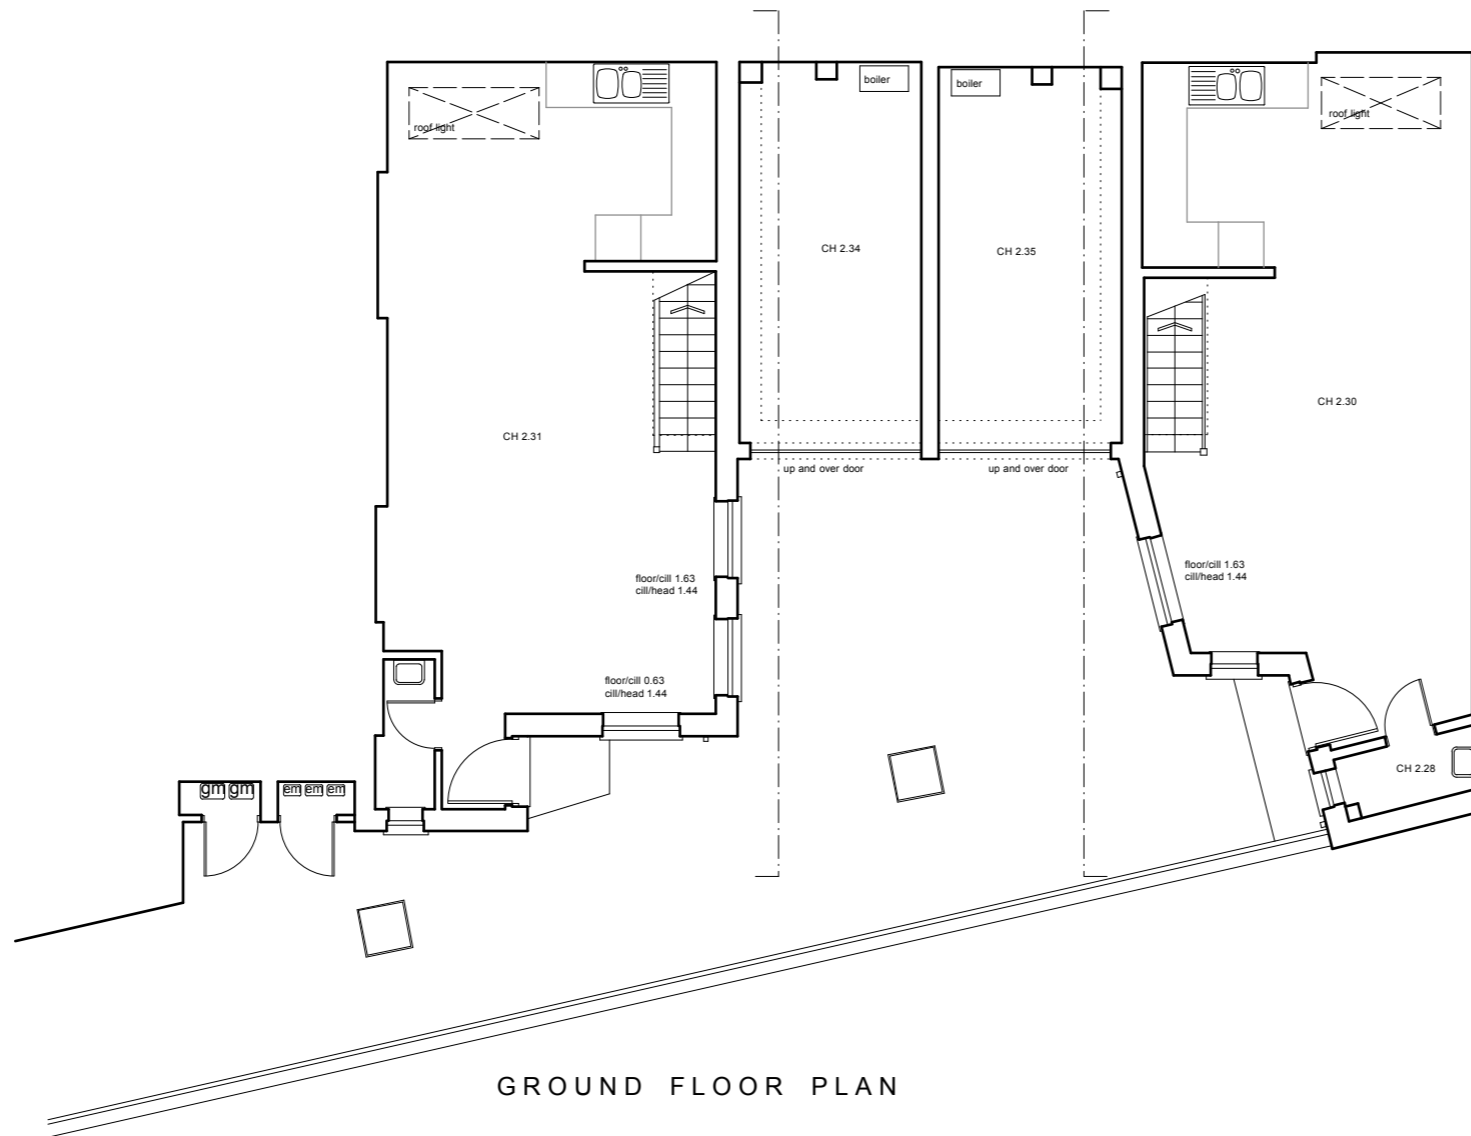 boiler
boiler
roof light
roof light
CH 2.34
CH 2.35
CH 2.30
CH 2.31
up and over door
up and over door
floor/cill 1.63
cill/head 1.44
floor/cill 1.63
cill/head 1.44
floor/cill 0.63
cill/head 1.44
CH 2.28
gm gm em em em
GROUND FLOOR PLAN